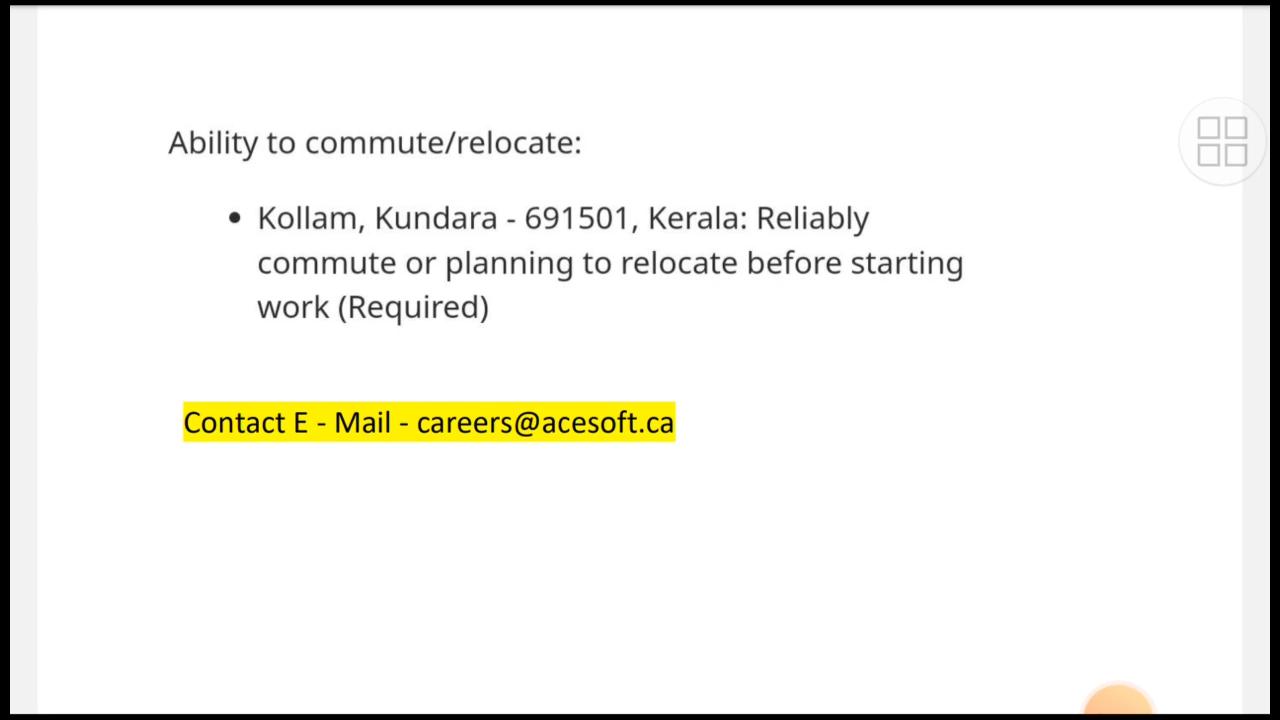 Ability to commute/relocate:
• Kollam, Kundara - 691501, Kerala: Reliably
commute or planning to relocate before starting
work (Required)
Contact E - Mail - careers@acesoft.ca